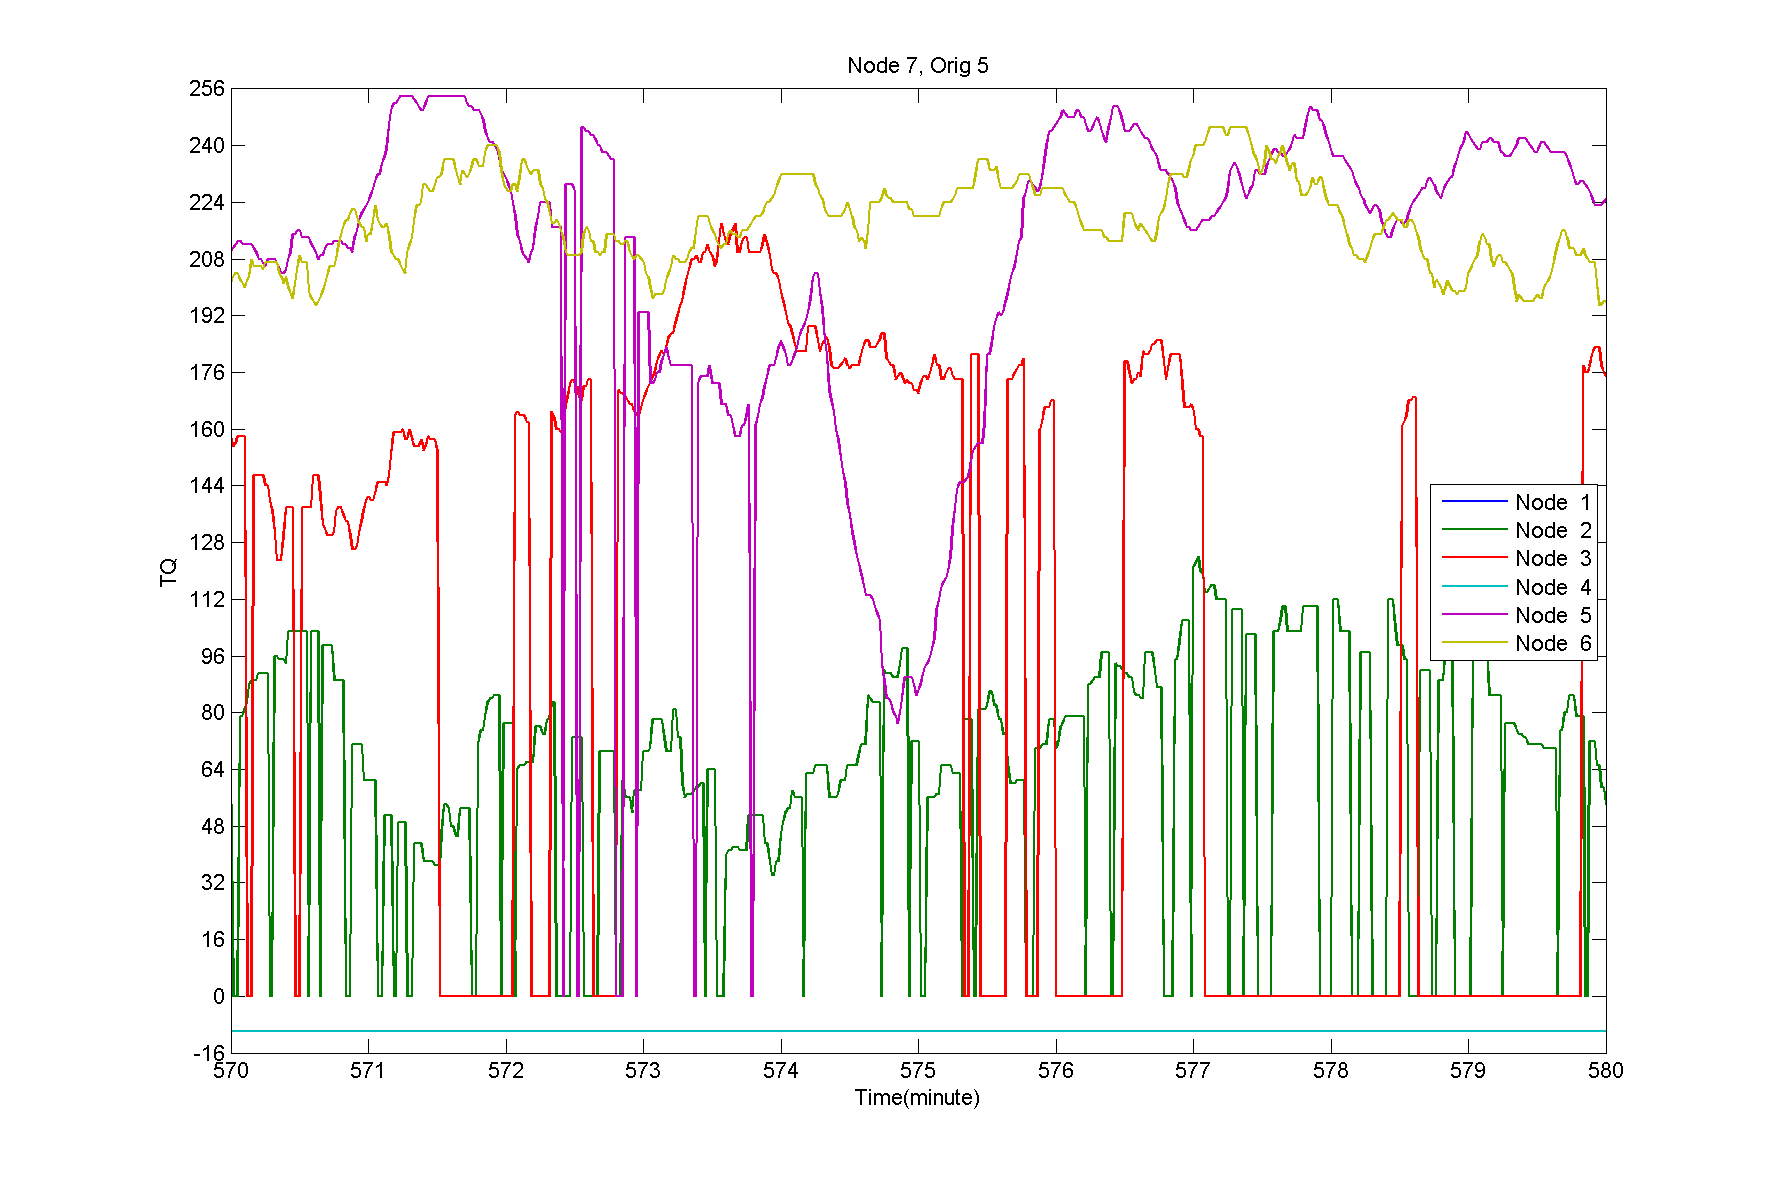 Node 7, Orig 5
256
240
224
208
192
176
160
144
128
112
96
80
64
48
32
16
0
-16
TQ
570 571 572 573 574 575 576 577 578 579 580
Time(minute)
Node 1
Node 2
Node 3
Node 4
Node 5
Node 6